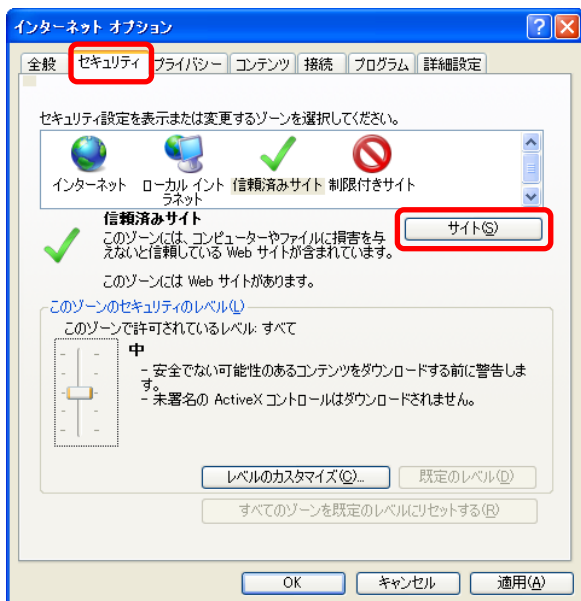 インターネット オプション
全般 セキュリティ プライバシー コンテンツ 接続 プログラム 詳細設定
セキュリティ設定を表示または変更するゾーンを選択してください。
インターネット ローカル イント 信頼済みサイト 制限付きサイト
ラネット
信頼済みサイト
サイト(S)
このゾーンには、コンピューターやファイルに損害を与
えないと信頼している Web サイトが含まれています。
このゾーンには Web サイトがあります。
このゾーンのセキュリティのレベル(L)
このゾーンで許可されているレベル: すべて
中
- 安全でない可能性のあるコンテンツをダウンロードする前に警告しま
す。
- 未署名の ActiveX コントロールはダウンロードされません。
レベルのカスタマイズ(C)... 既定のレベル(D)
すべてのゾーンを既定のレベルにリセットする(R)
OK キャンセル 適用(A)